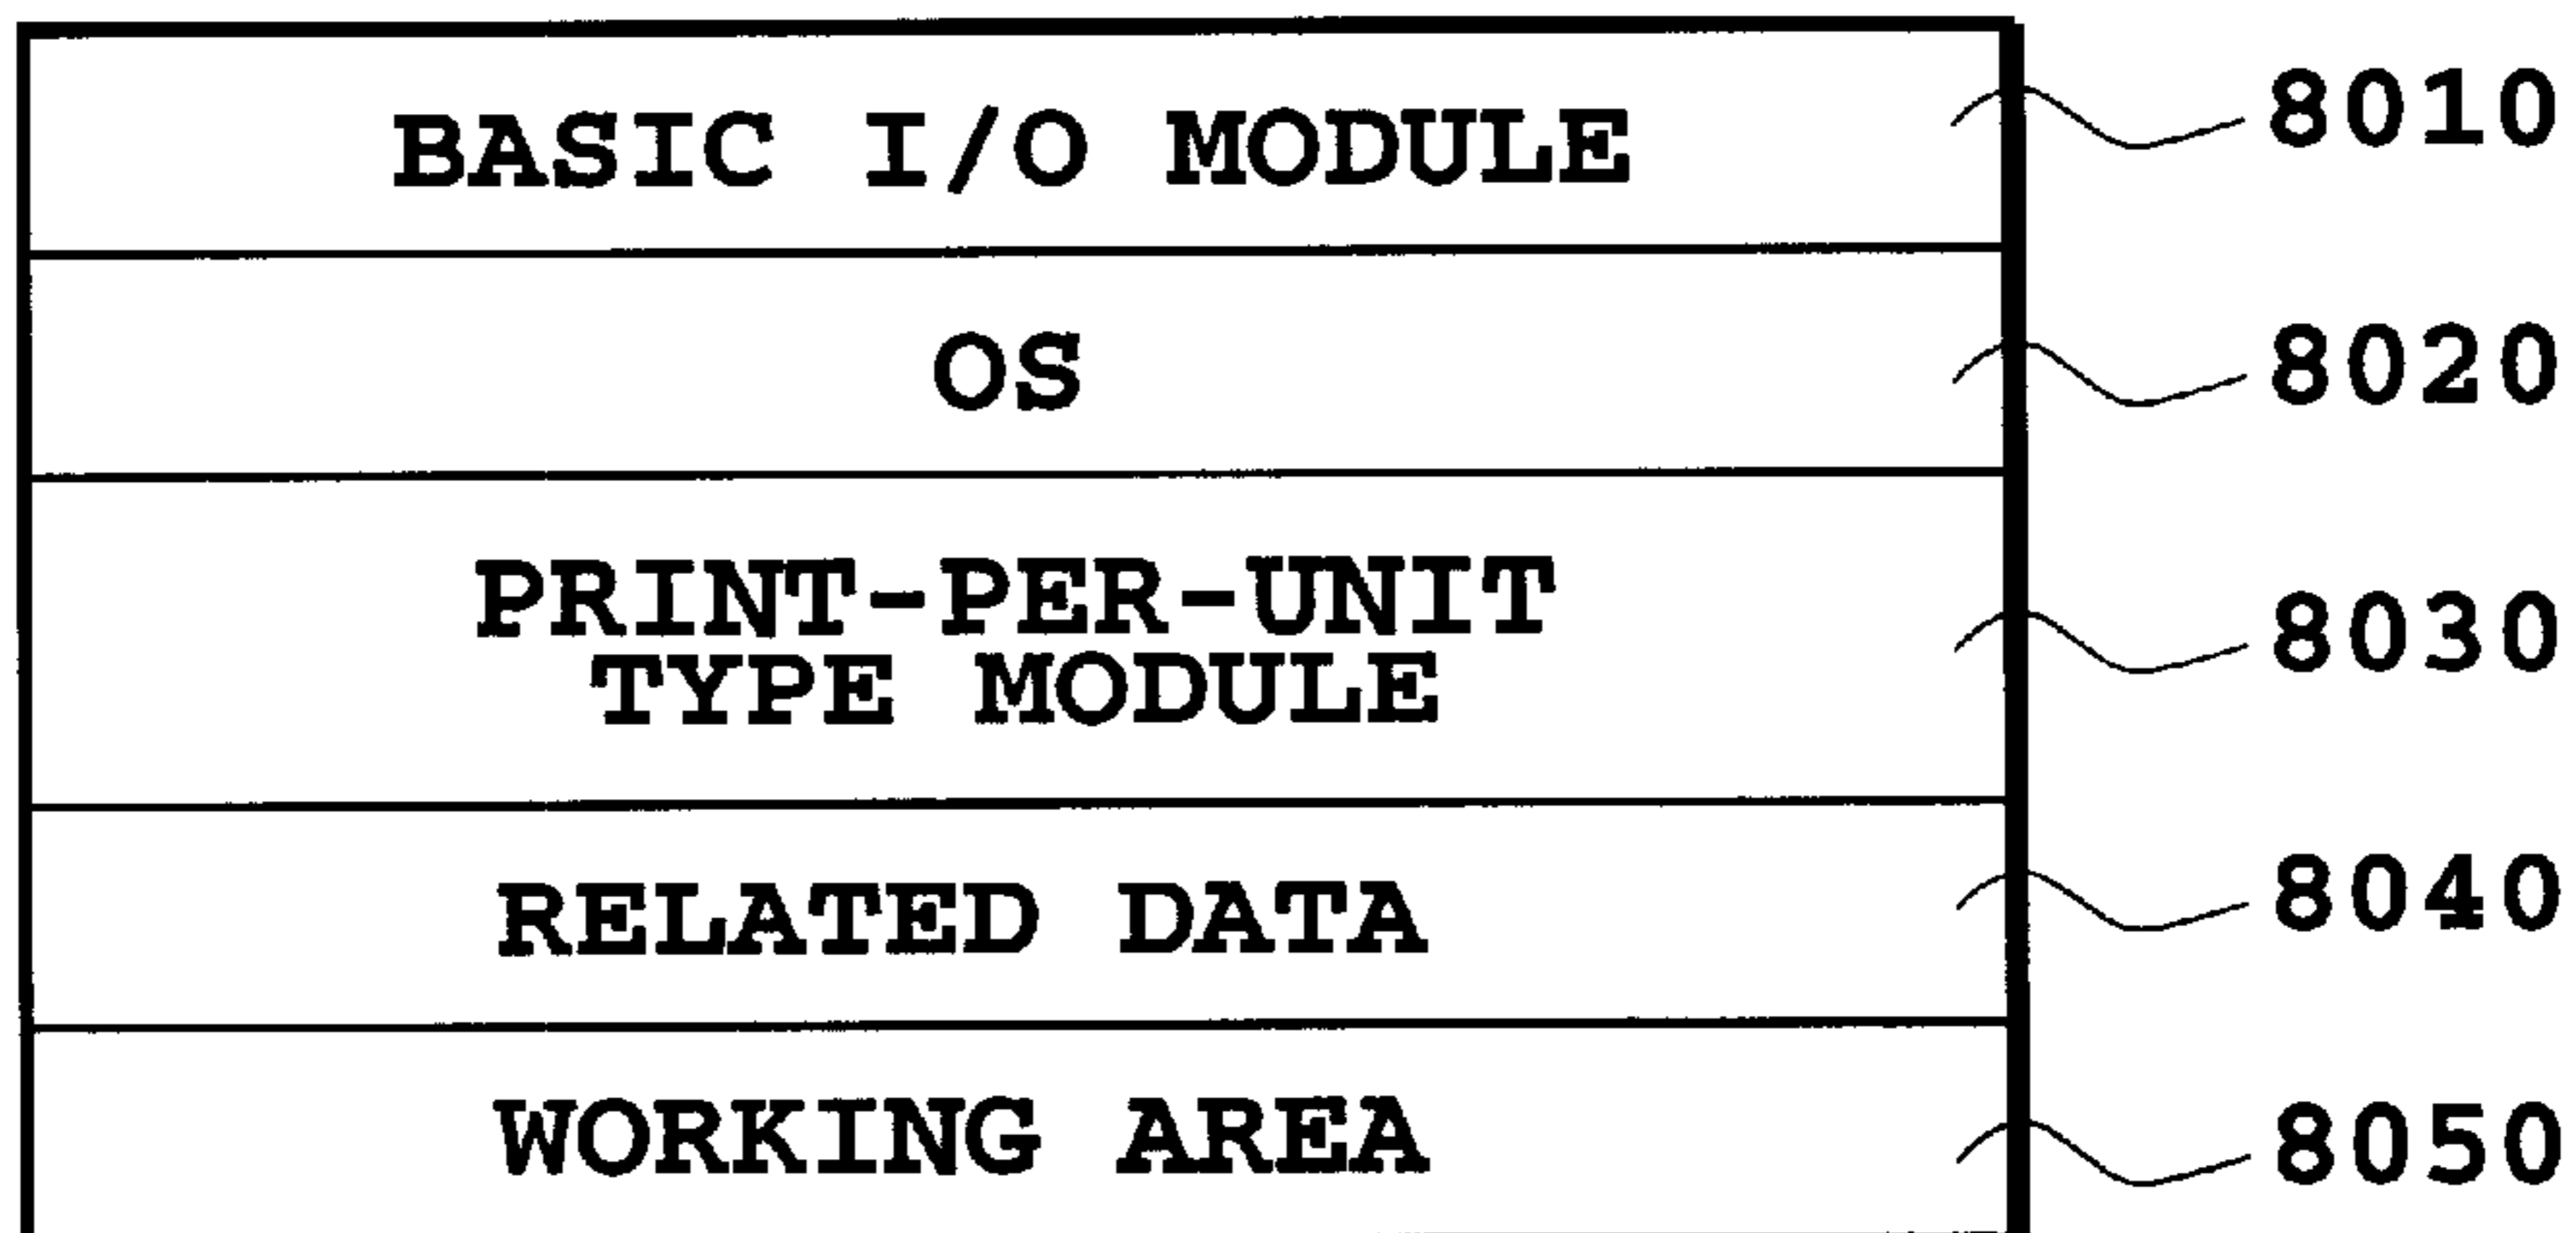 BASIC I/O MODULE 8010
OS 8020
PRINT-PER-UNIT
TYPE MODULE 8030
RELATED DATA 8040
WORKING AREA 8050